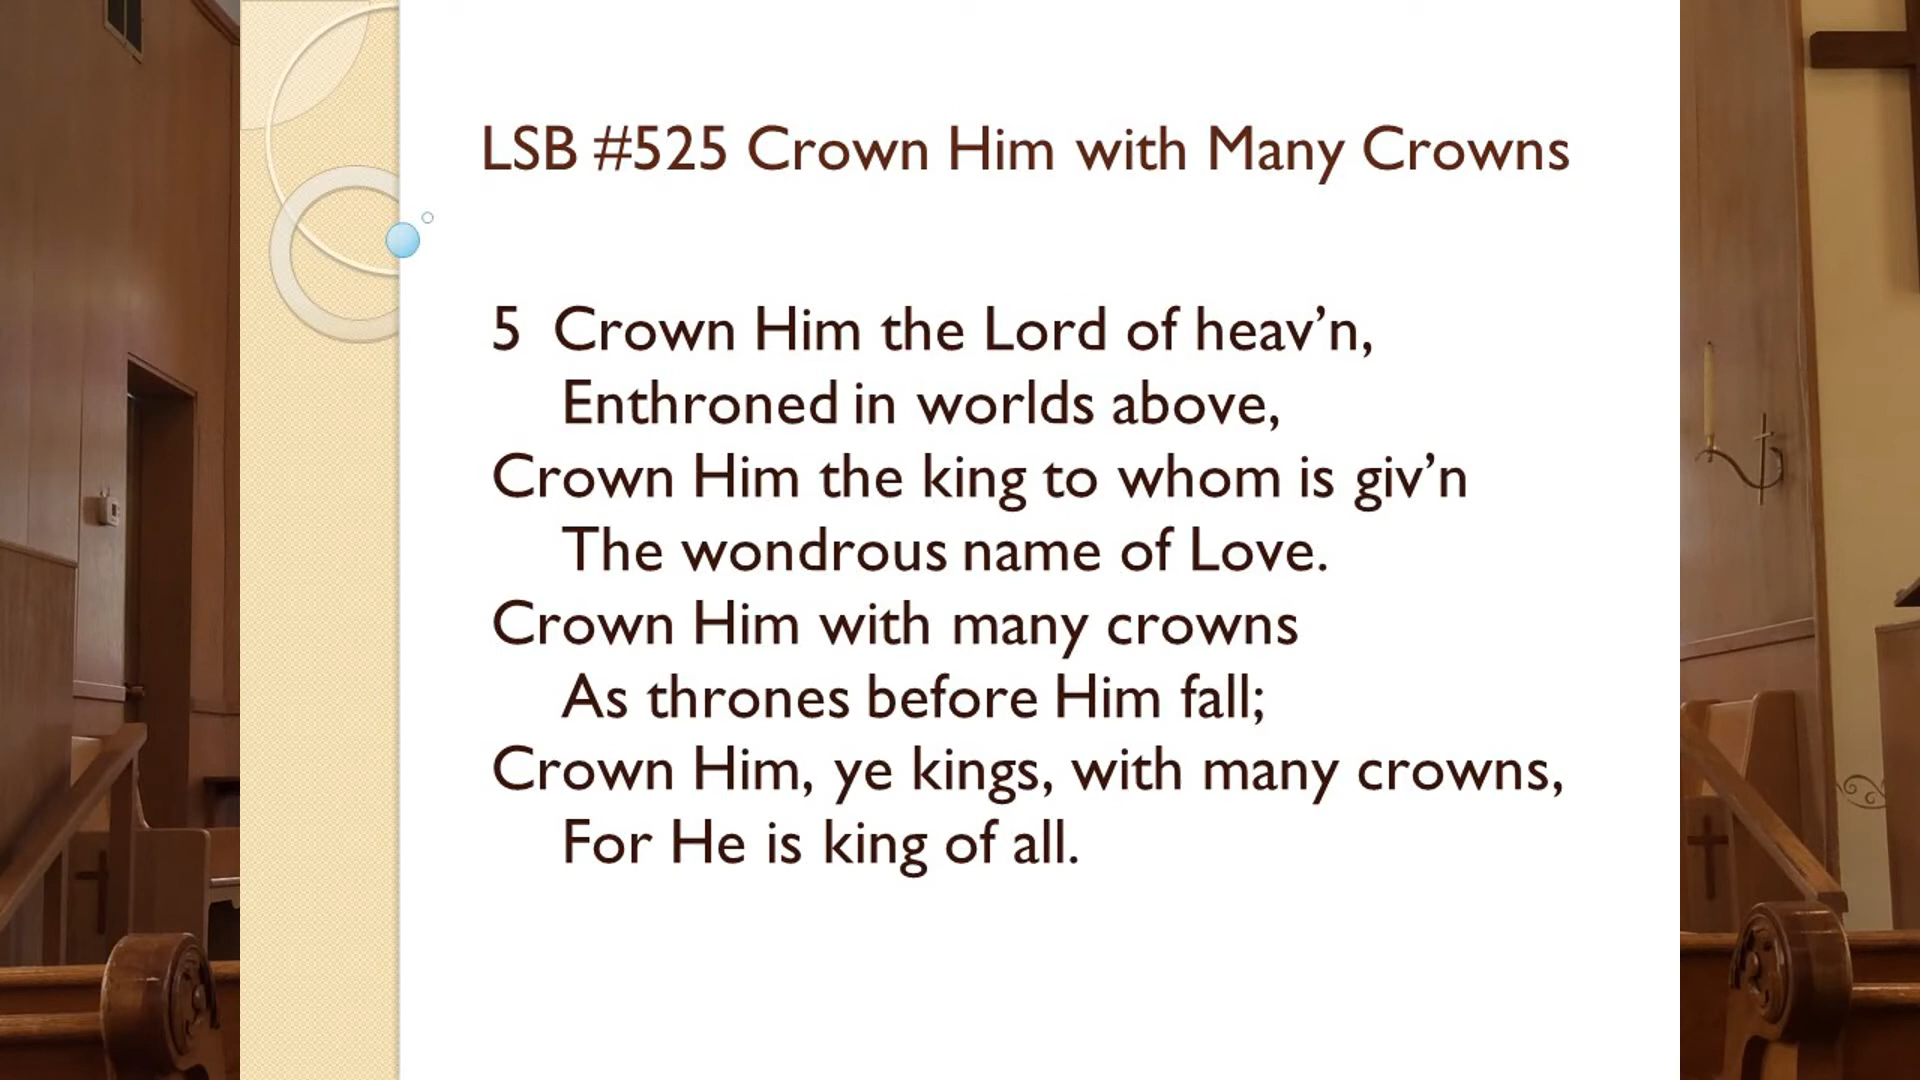 LSB #525 Crown Him with Many Crowns
5 Crown Him the Lord of heav’n,
Enthroned in worlds above,
Crown Him the king to whom is giv’n
The wondrous name of Love.
Crown Him with many crowns
As thrones before Him fall;
Crown Him, ye kings, with many crowns,
For He is king of all.